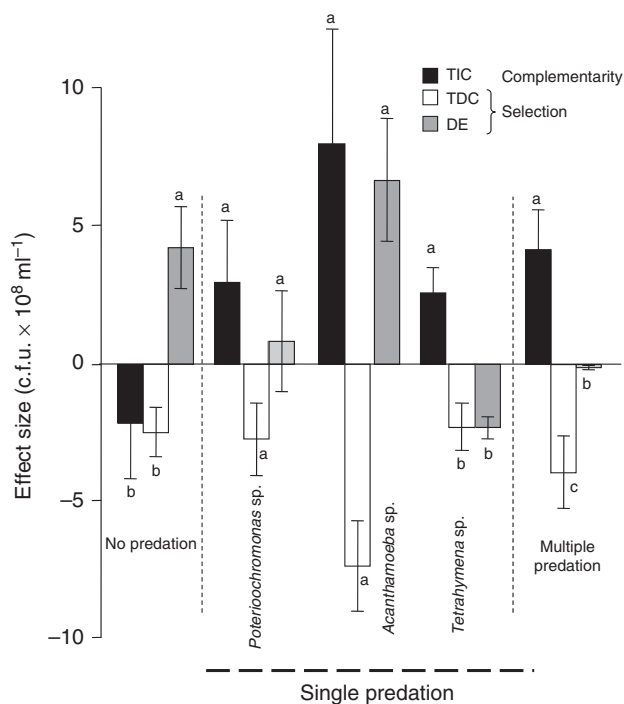 TIC
Complementarity
TDC
DE
Selection
Effect size (c.f.u. × 10⁸ ml⁻¹)
10
5
0
−5
−10
b
b
a
a
a
a
a
a
a
a
b
b
a
c
b
No predation
Poterioochromonas sp.
Acanthamoeba sp.
Tetrahymena sp.
Multiple
predation
Single predation